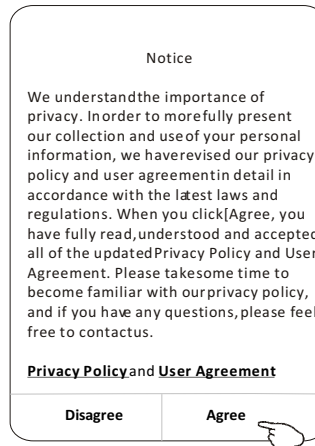 Notice
We understandthe importance of
privacy. Inorder to morefully present
our collection and useof your personal
information, we haverevised our privacy
policy and user agreementin detail in
accordance with the latest laws and
regulations. When you click[Agree, you
have fully read,understood and accepted
all of the updatedPrivacy Policy and User
Agreement. Please takesome time to
become familiar with ourprivacy policy,
and if you have any questions,please feel
free to contactus.
Privacy Policy and User Agreement
Disagree Agree